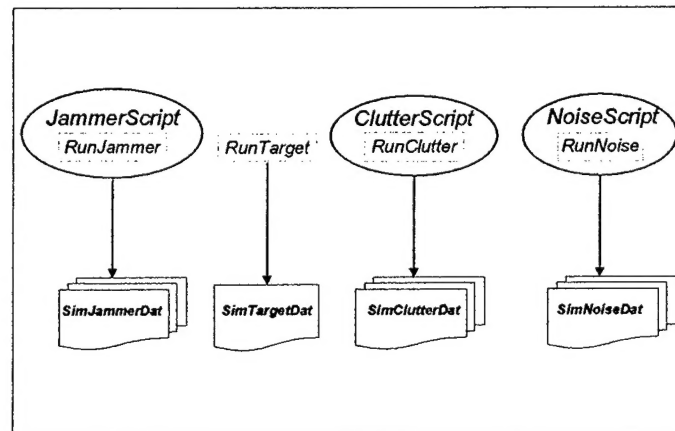 JammerScript
RunJammer
RunTarget
ClutterScript
RunClutter
NoiseScript
RunNoise
SimJammerDat
SimTargetDat
SimClutterDat
SimNoiseDat